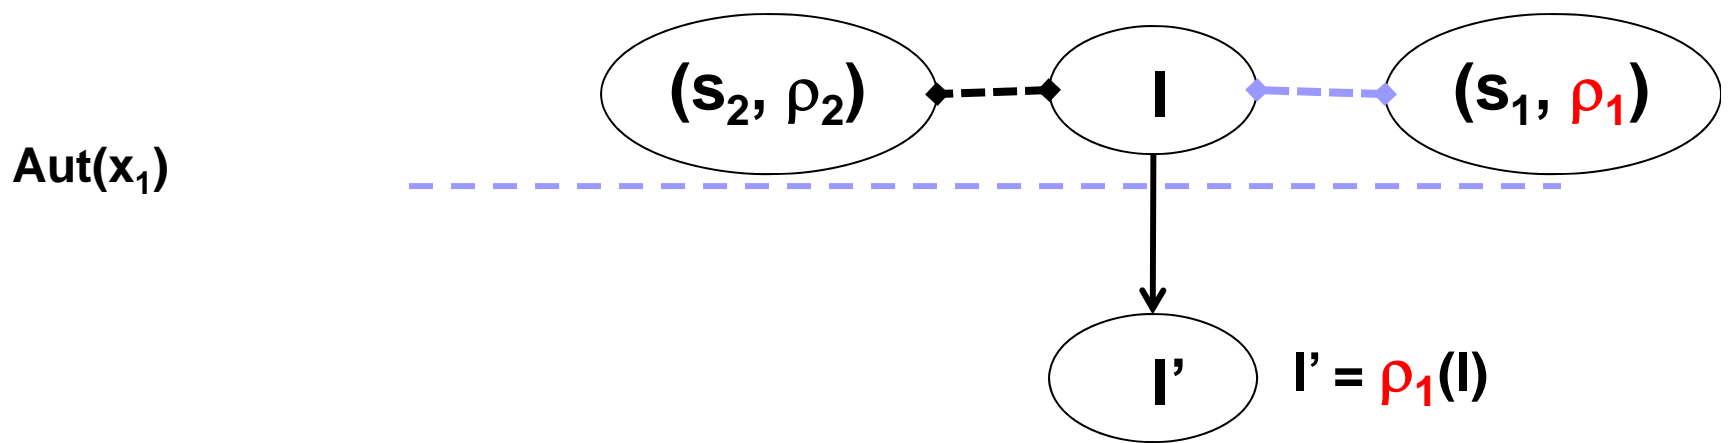 (s₂, ρ₂) I (s₁, ρ₁)
Aut(x₁)
I’ I’ = ρ₁(I)